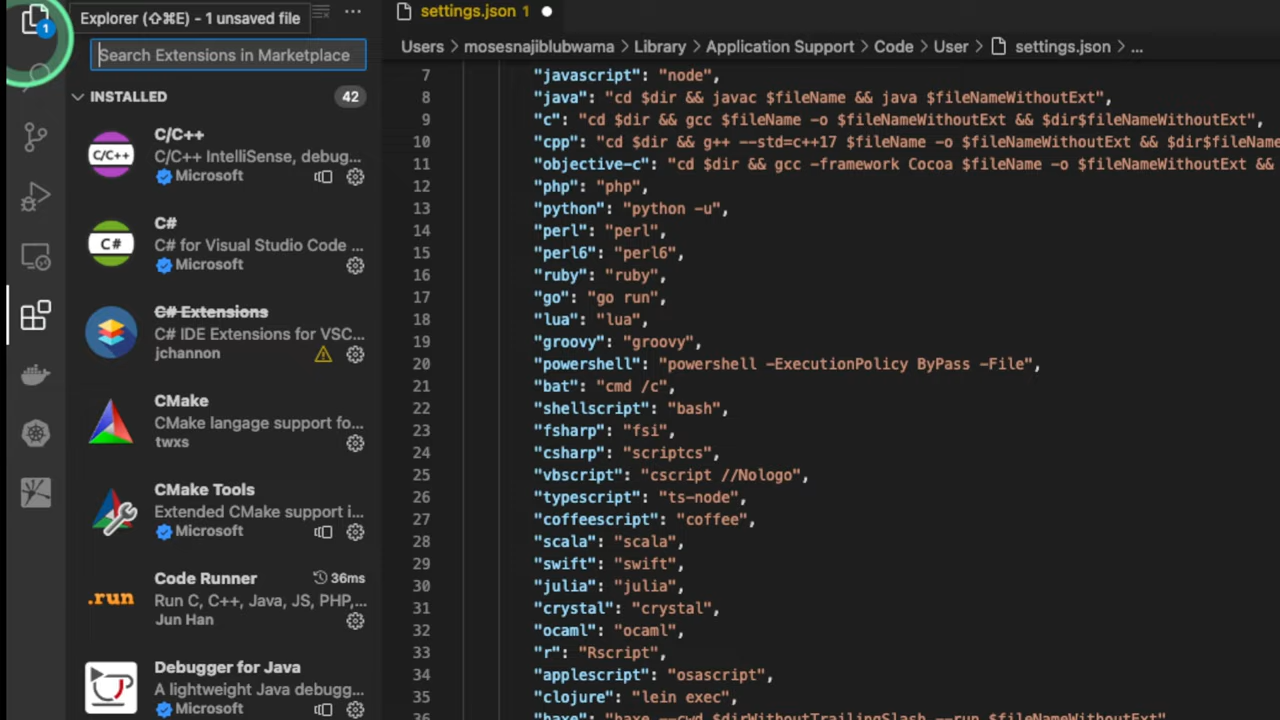 Explorer (⇧⌘E) - 1 unsaved file
1
Search Extensions in Marketplace
INSTALLED 42
C/C++
C/C++
C/C++ IntelliSense, debug...
Microsoft
C#
C#
C# for Visual Studio Code ...
Microsoft
C# Extensions
C# IDE Extensions for VSC...
jchannon
CMake
CMake langage support fo...
twxs
CMake Tools
Extended CMake support i...
Microsoft
Code Runner 36ms
.run
Run C, C++, Java, JS, PHP,...
Jun Han
Debugger for Java
A lightweight Java debugg...
Microsoft
settings.json 1
Users > mosesnajiblubwama > Library > Application Support > Code > User > settings.json > ...
7 "javascript": "node",
8 "java": "cd $dir && javac $fileName && java $fileNameWithoutExt",
9 "c": "cd $dir && gcc $fileName -o $fileNameWithoutExt && $dir$fileNameWithoutExt",
10 "cpp": "cd $dir && g++ --std=c++17 $fileName -o $fileNameWithoutExt && $dir$fileName
11 "objective-c": "cd $dir && gcc -framework Cocoa $fileName -o $fileNameWithoutExt &&
12 "php": "php",
13 "python": "python -u",
14 "perl": "perl",
15 "perl6": "perl6",
16 "ruby": "ruby",
17 "go": "go run",
18 "lua": "lua",
19 "groovy": "groovy",
20 "powershell": "powershell -ExecutionPolicy ByPass -File",
21 "bat": "cmd /c",
22 "shellscript": "bash",
23 "fsharp": "fsi",
24 "csharp": "scriptcs",
25 "vbscript": "cscript //Nologo",
26 "typescript": "ts-node",
27 "coffeescript": "coffee",
28 "scala": "scala",
29 "swift": "swift",
30 "julia": "julia",
31 "crystal": "crystal",
32 "ocaml": "ocaml",
33 "r": "Rscript",
34 "applescript": "osascript",
35 "clojure": "lein exec",
36 "haxe": "haxe --cwd $dirWithoutTrailingSlash --run $fileNameWithoutExt"